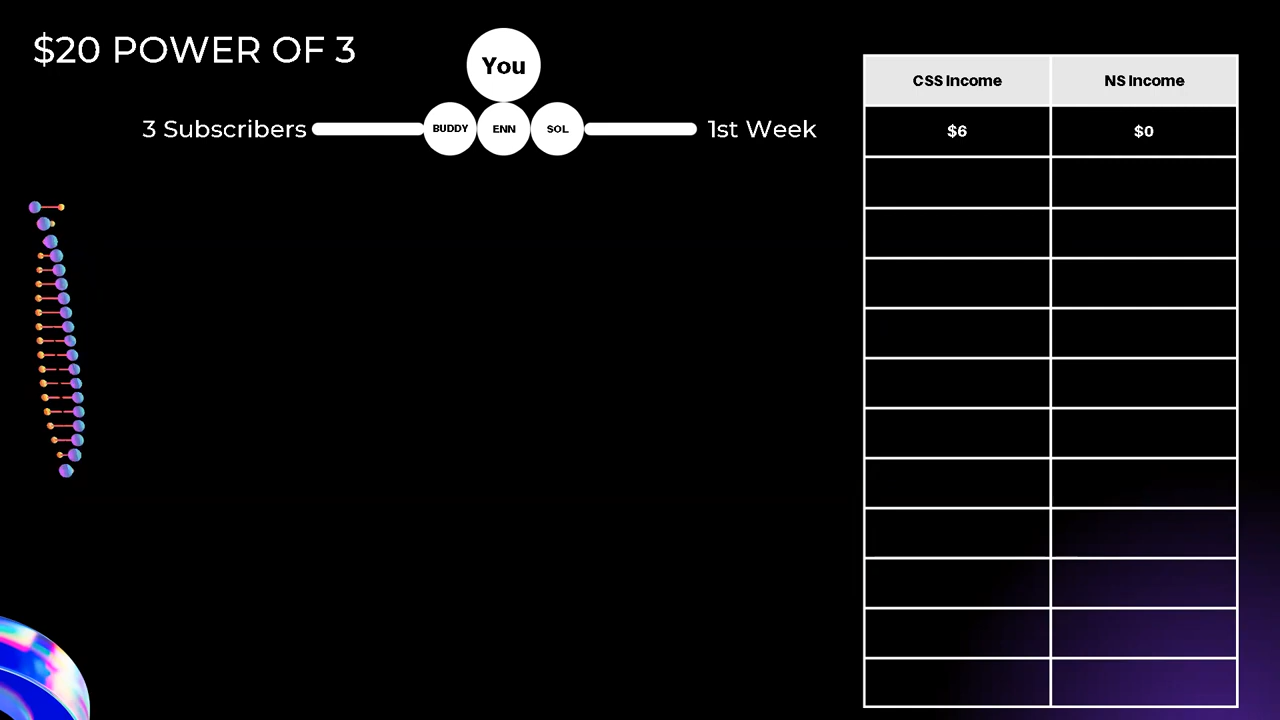 $20 POWER OF 3
You
3 Subscribers
BUDDY
ENN
SOL
1st Week
CSS Income
NS Income
$6
$0